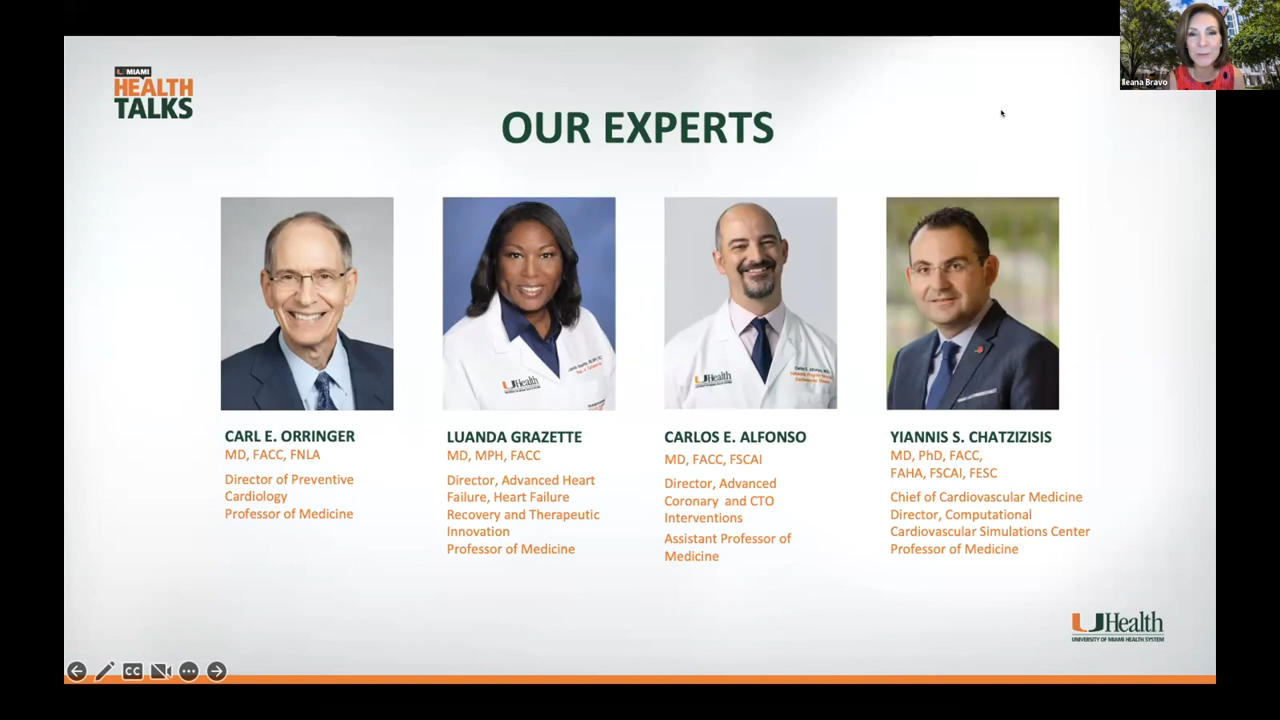 MIAMI
HEALTH
TALKS
Ileana Bravo
OUR EXPERTS
UHealth
UHealth
CARL E. ORRINGER
MD, FACC, FNLA
Director of Preventive
Cardiology
Professor of Medicine
LUANDA GRAZETTE
MD, MPH, FACC
Director, Advanced Heart
Failure, Heart Failure
Recovery and Therapeutic
Innovation
Professor of Medicine
CARLOS E. ALFONSO
MD, FACC, FSCAI
Director, Advanced
Coronary and CTO
Interventions
Assistant Professor of
Medicine
YIANNIS S. CHATZIZISIS
MD, PhD, FACC,
FAHA, FSCAI, FESC
Chief of Cardiovascular Medicine
Director, Computational
Cardiovascular Simulations Center
Professor of Medicine
UHealth
UNIVERSITY OF MIAMI HEALTH SYSTEM
CC